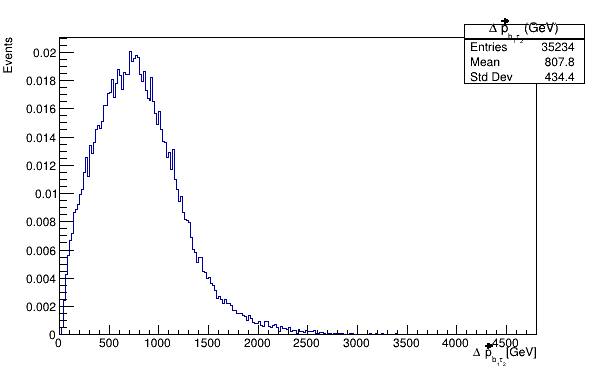 Δ p⃗ b₁τ₂ (GeV)
Entries 35234
Mean 807.8
Std Dev 434.4
Events
0.02
0.018
0.016
0.014
0.012
0.01
0.008
0.006
0.004
0.002
0
0 500 1000 1500 2000 2500 3000 3500 4000 4500
Δ p⃗ b₁τ₂ [GeV]